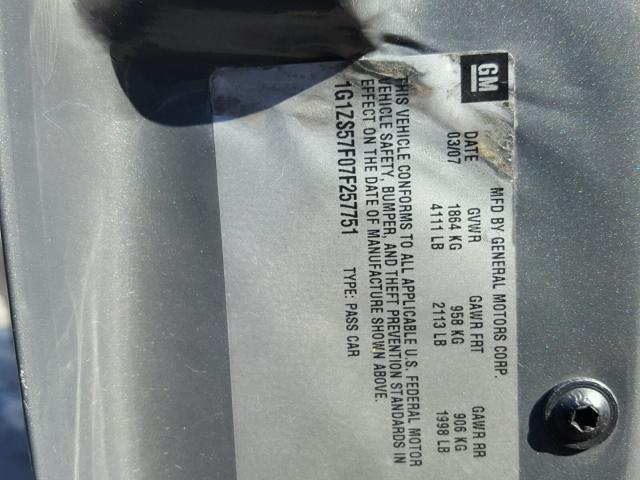 GM
MFD BY GENERAL MOTORS CORP.
DATE GVWR GAWR FRT GAWR RR
03/07 1864 KG 958 KG 906 KG
4111 LB 2113 LB 1998 LB
THIS VEHICLE CONFORMS TO ALL APPLICABLE U.S. FEDERAL MOTOR
VEHICLE SAFETY, BUMPER, AND THEFT PREVENTION STANDARDS IN
EFFECT ON THE DATE OF MANUFACTURE SHOWN ABOVE.
1G1ZS57F07F257751 TYPE: PASS CAR